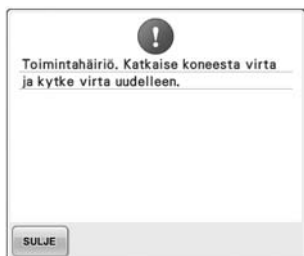 Toimintahäiriö. Katkaise koneesta virta
ja kytke virta uudelleen.
SULJE